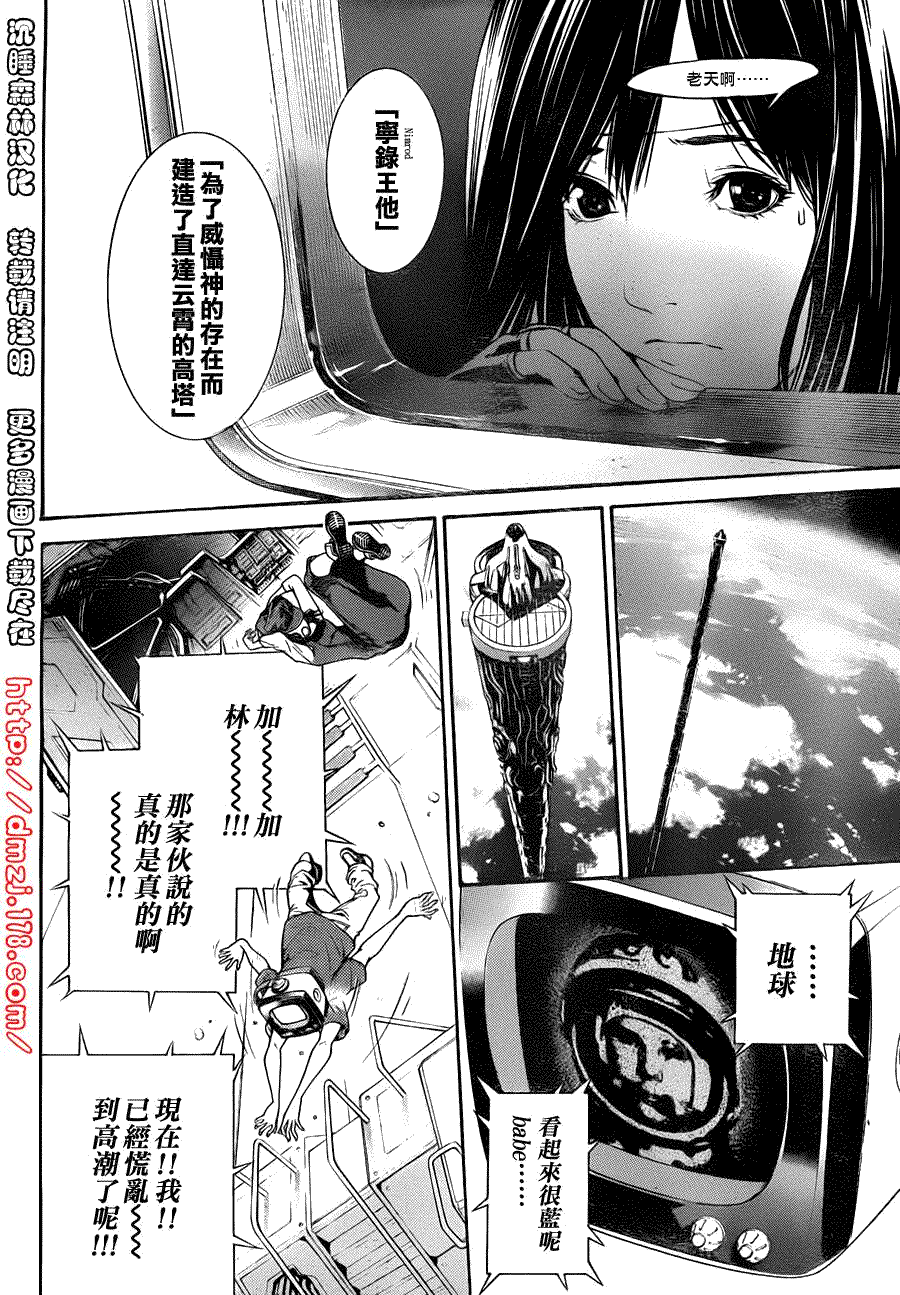 老天啊……
「寧錄王他」
Nimrod
「為了威懾神的存在而
建造了直達云霄的高塔」
……
地球
看起來很藍呢
babe……
加〜〜加
林〜〜!!!
那家伙說的
真的是真的啊
〜〜〜!!
現在!!我!!
已經慌亂〜〜
到高潮了呢!!!
沉睡森林汉化 转载请注明 更多漫画下载尽在 http://dmzj.178.com/